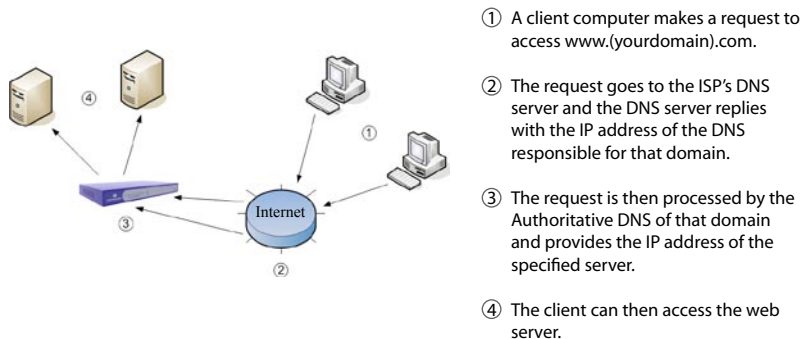 ④
①
Internet
③
②
① A client computer makes a request to
access www.(yourdomain).com.
② The request goes to the ISP's DNS
server and the DNS server replies
with the IP address of the DNS
responsible for that domain.
③ The request is then processed by the
Authoritative DNS of that domain
and provides the IP address of the
specified server.
④ The client can then access the web
server.